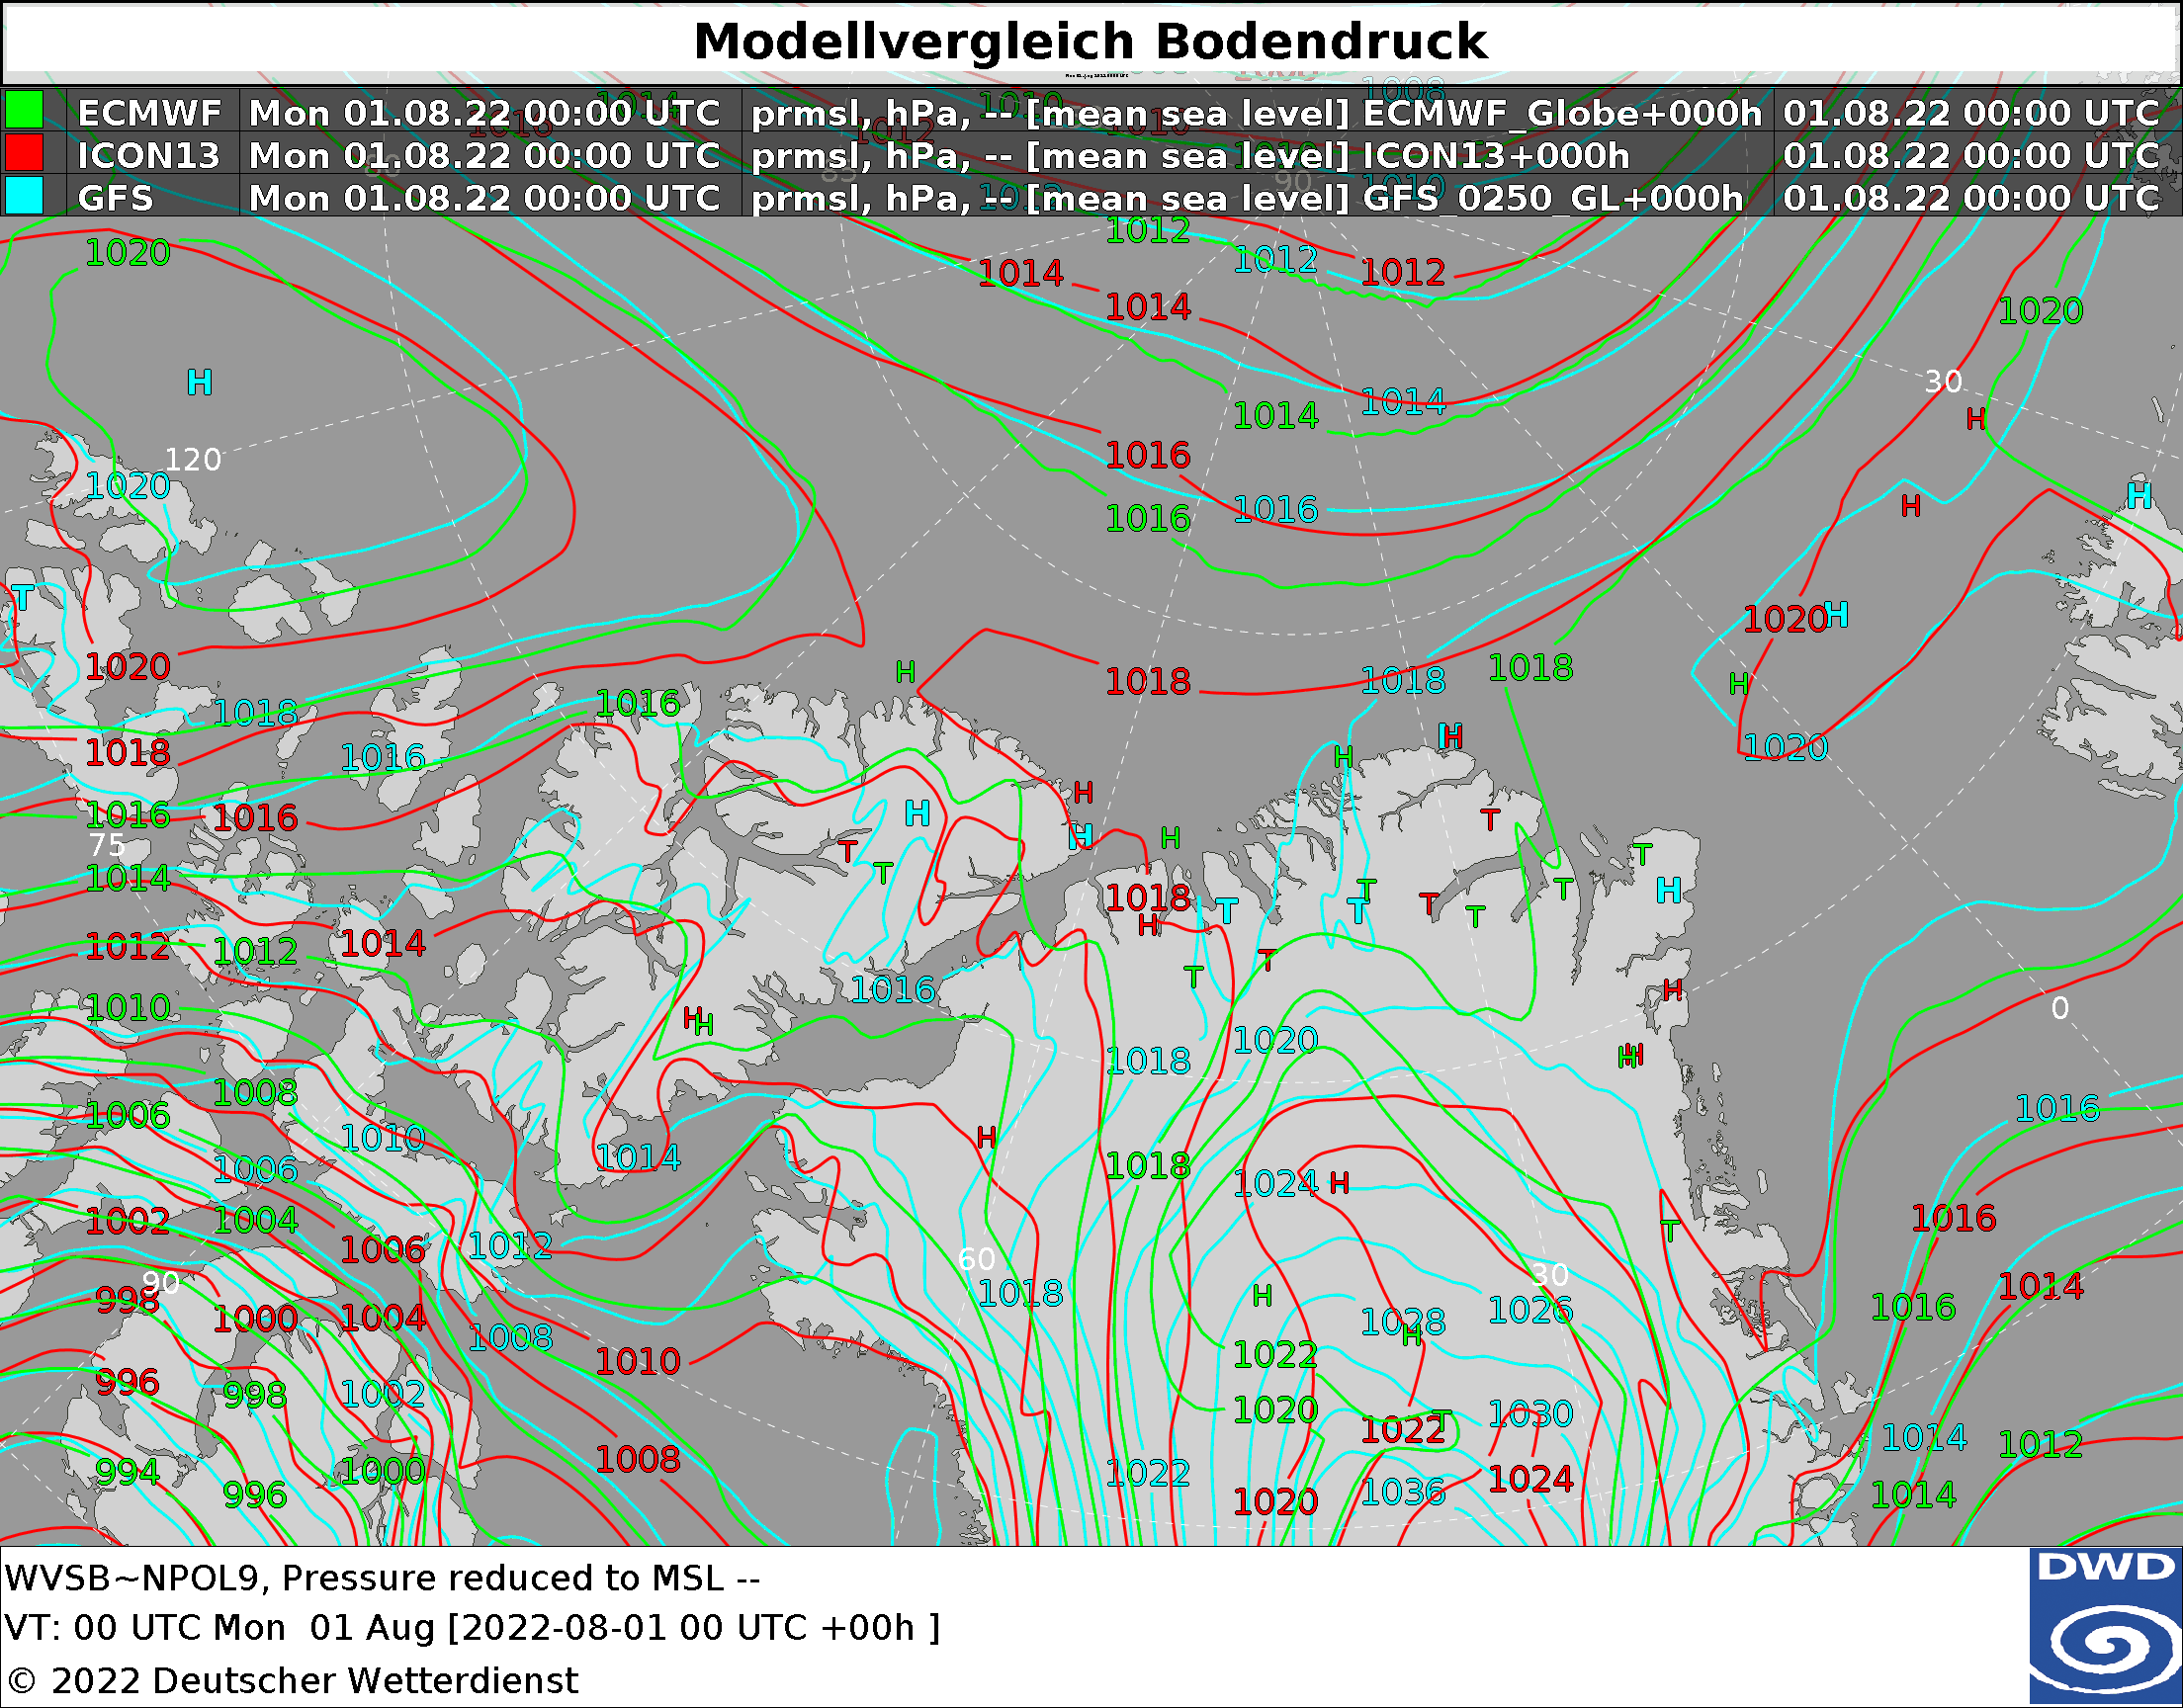 Modellvergleich Bodendruck
ECMWF Mon 01.08.22 00:00 UTC prmsl, hPa, -- [mean sea level] ECMWF_Globe+000h 01.08.22 00:00 UTC
ICON13 Mon 01.08.22 00:00 UTC prmsl, hPa, -- [mean sea level] ICON13+000h 01.08.22 00:00 UTC
GFS Mon 01.08.22 00:00 UTC prmsl, hPa, -- [mean sea level] GFS_0250_GL+000h 01.08.22 00:00 UTC
1020 1012 1012 1014 1012
1014 1020
H 1014 30
1014 H
120 1016
1020 1016 1016 H H
T 1020 H
1020 H 1018 1018 1018 H
1018 1016 H H
1018 1016 H 1020
1016 1016 H H T
75 T H H T
1014 T 1018 T T T T T H
1012 1012 1014 H T T
1010 1016 H 0
H H 1018 1020 H H
1008 1016
1006 1010 H
1006 1014 1018 1024 H
1002 1004 1006 1012 T 1016
998 90 60 1018 H 30 1014
1000 1004 1008 1028 H 1026 1016
996 998 1002 1010 1022
1020 1022 T 1030 1014 1012
994 1000 1008 1022 1024
996 1020 1036 1014
WVSB~NPOL9, Pressure reduced to MSL --
VT: 00 UTC Mon 01 Aug [2022-08-01 00 UTC +00h ]
© 2022 Deutscher Wetterdienst
DWD